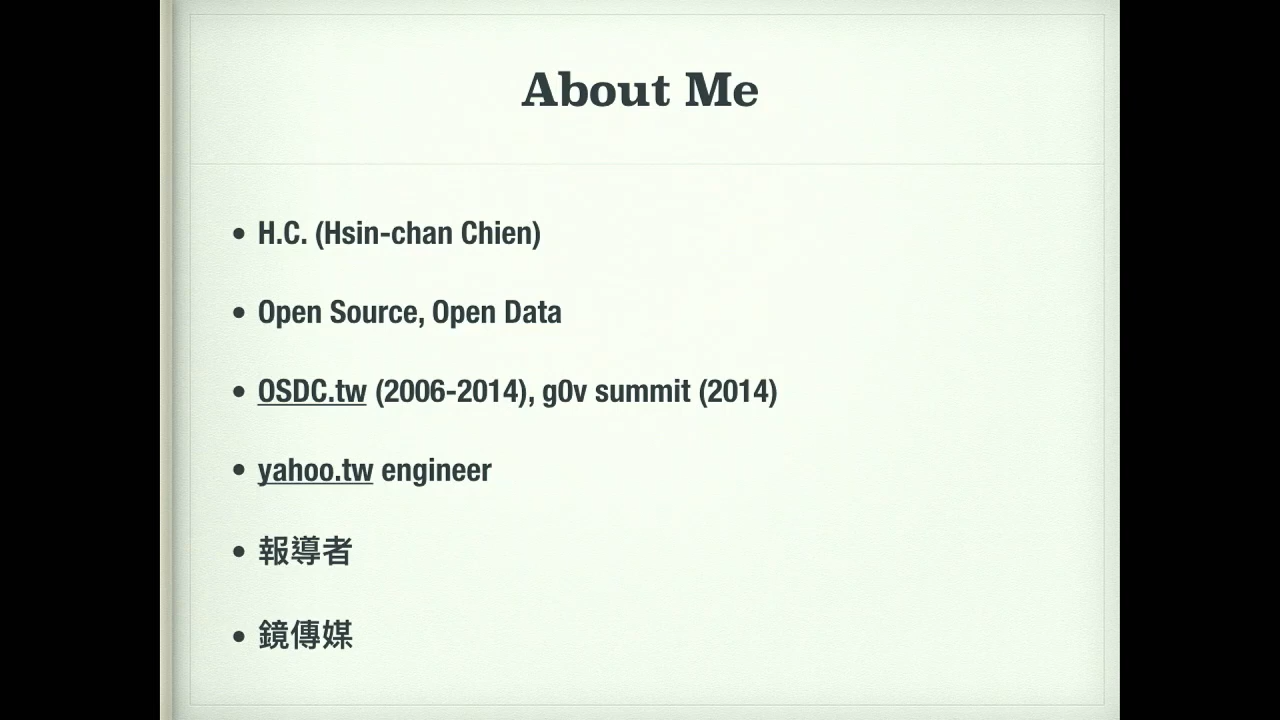 About Me
• H.C. (Hsin-chan Chien)
• Open Source, Open Data
• OSDC.tw (2006-2014), g0v summit (2014)
• yahoo.tw engineer
• 報導者
• 鏡傳媒